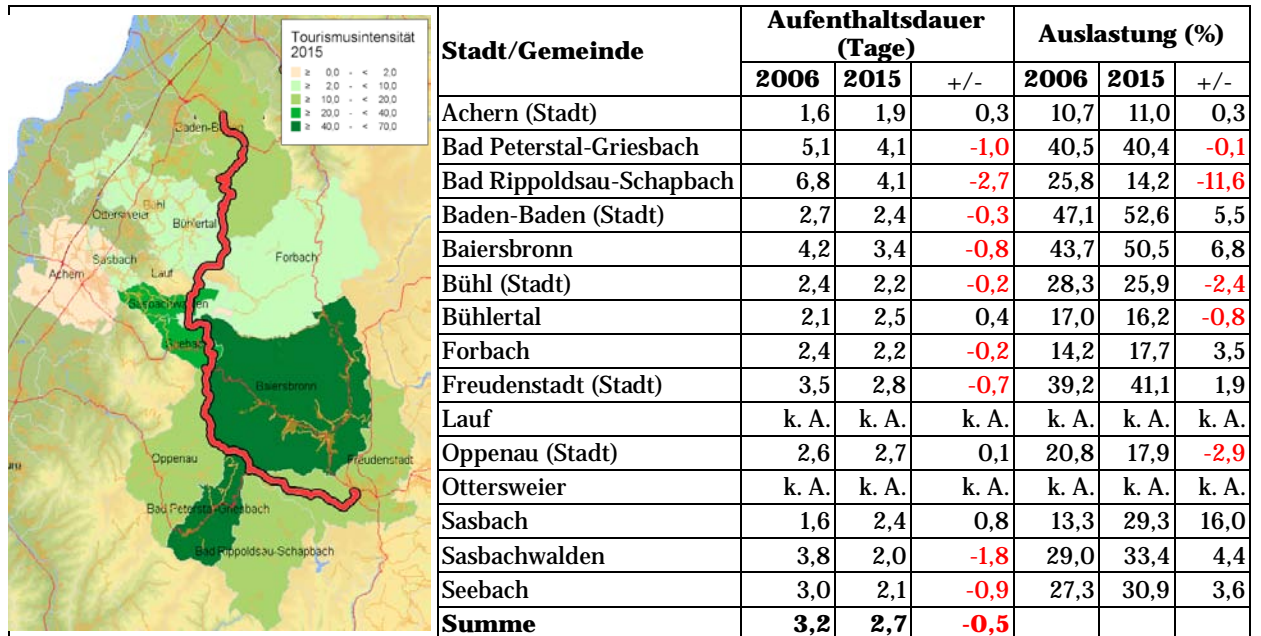 Tourismusintensität
2015
≥ 0,0 - < 2,0
≥ 2,0 - < 10,0
≥ 10,0 - < 20,0
≥ 20,0 - < 40,0
≥ 40,0 - < 70,0
Bühl
Ottersweier
Bühlertal
Forbach
Sasbach
Achern
Lauf
Sasbachwalden
Seebach
Baiersbronn
Oppenau
Freudenstadt
Bad Peterstal-Griesbach
Bad Rippoldsau-Schapbach
Stadt/Gemeinde Aufenthaltsdauer (Tage) Auslastung (%)
2006 2015 +/- 2006 2015 +/-
Achern (Stadt) 1,6 1,9 0,3 10,7 11,0 0,3
Bad Peterstal-Griesbach 5,1 4,1 -1,0 40,5 40,4 -0,1
Bad Rippoldsau-Schapbach 6,8 4,1 -2,7 25,8 14,2 -11,6
Baden-Baden (Stadt) 2,7 2,4 -0,3 47,1 52,6 5,5
Baiersbronn 4,2 3,4 -0,8 43,7 50,5 6,8
Bühl (Stadt) 2,4 2,2 -0,2 28,3 25,9 -2,4
Bühlertal 2,1 2,5 0,4 17,0 16,2 -0,8
Forbach 2,4 2,2 -0,2 14,2 17,7 3,5
Freudenstadt (Stadt) 3,5 2,8 -0,7 39,2 41,1 1,9
Lauf k. A. k. A. k. A. k. A. k. A. k. A.
Oppenau (Stadt) 2,6 2,7 0,1 20,8 17,9 -2,9
Ottersweier k. A. k. A. k. A. k. A. k. A. k. A.
Sasbach 1,6 2,4 0,8 13,3 29,3 16,0
Sasbachwalden 3,8 2,0 -1,8 29,0 33,4 4,4
Seebach 3,0 2,1 -0,9 27,3 30,9 3,6
Summe 3,2 2,7 -0,5